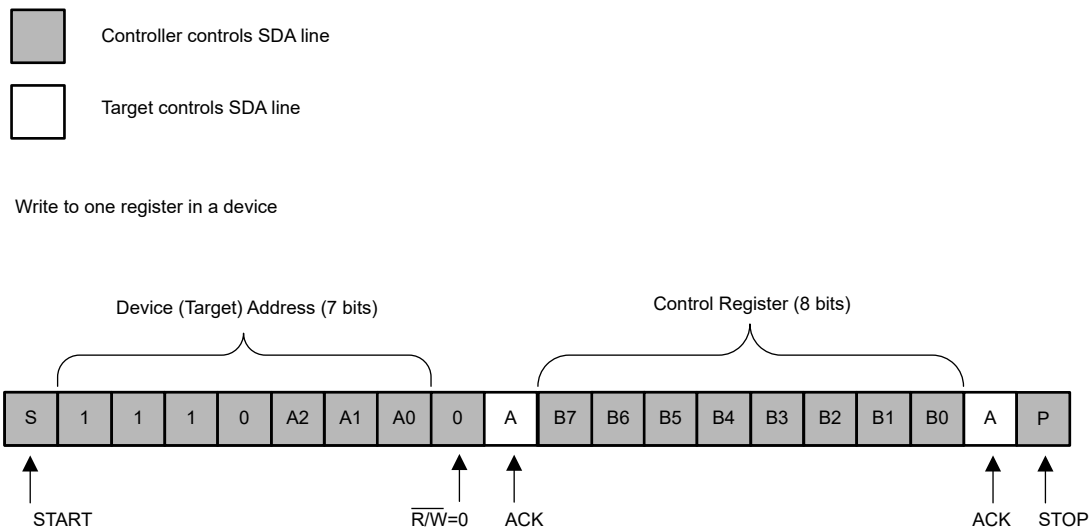 Controller controls SDA line
Target controls SDA line
Write to one register in a device
Device (Target) Address (7 bits)
Control Register (8 bits)
S 1 1 1 0 A2 A1 A0 0 A B7 B6 B5 B4 B3 B2 B1 B0 A P
START R/W=0 ACK ACK STOP